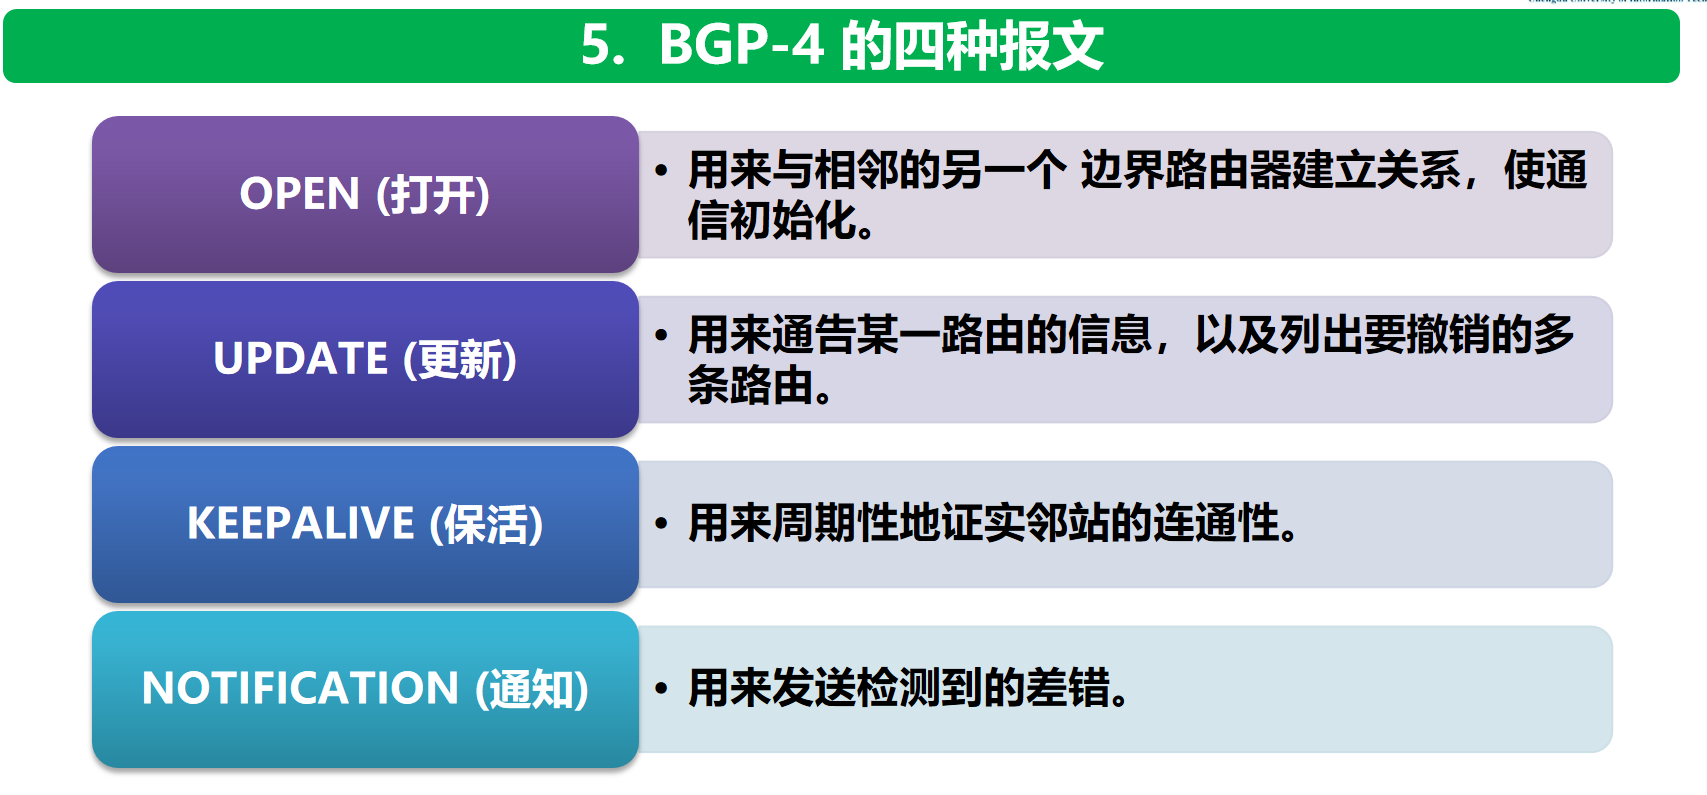 5. BGP-4 的四种报文
OPEN (打开)
• 用来与相邻的另一个 边界路由器建立关系，使通
信初始化。
UPDATE (更新)
• 用来通告某一路由的信息，以及列出要撤销的多
条路由。
KEEPALIVE (保活)
• 用来周期性地证实邻站的连通性。
NOTIFICATION (通知)
• 用来发送检测到的差错。